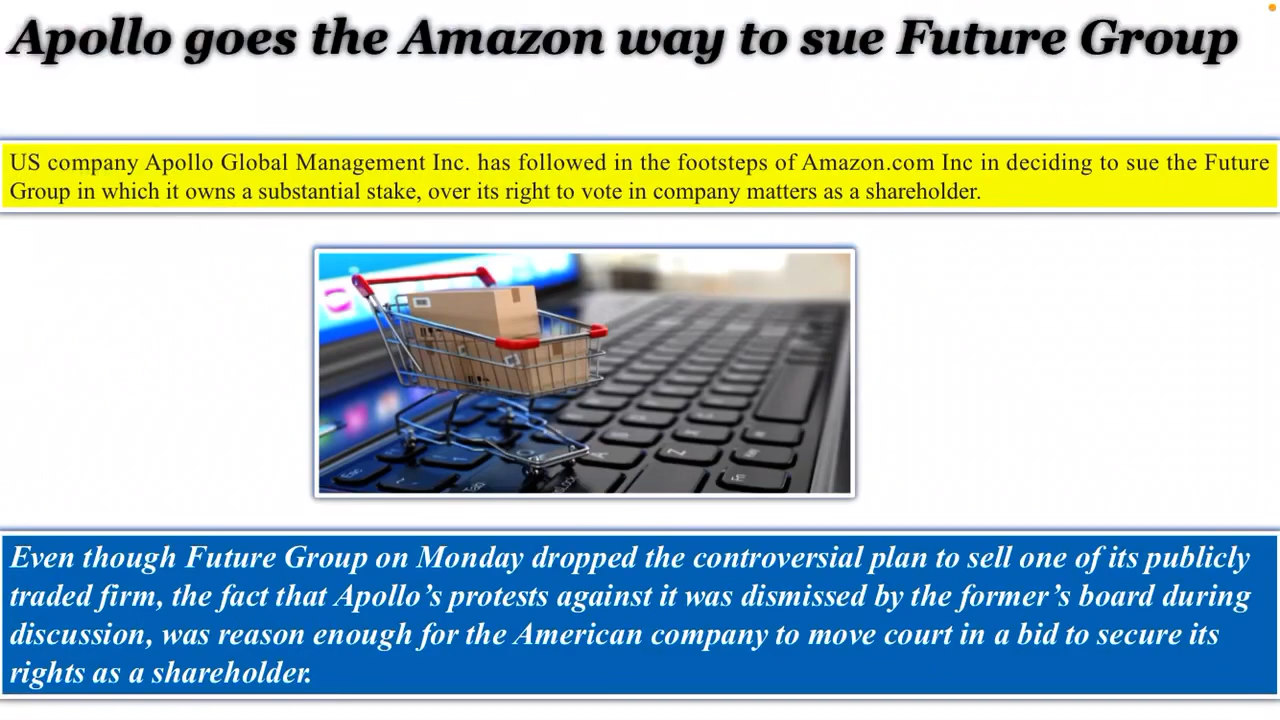 Apollo goes the Amazon way to sue Future Group
US company Apollo Global Management Inc. has followed in the footsteps of Amazon.com Inc in deciding to sue the Future
Group in which it owns a substantial stake, over its right to vote in company matters as a shareholder.
Even though Future Group on Monday dropped the controversial plan to sell one of its publicly
traded firm, the fact that Apollo’s protests against it was dismissed by the former’s board during
discussion, was reason enough for the American company to move court in a bid to secure its
rights as a shareholder.